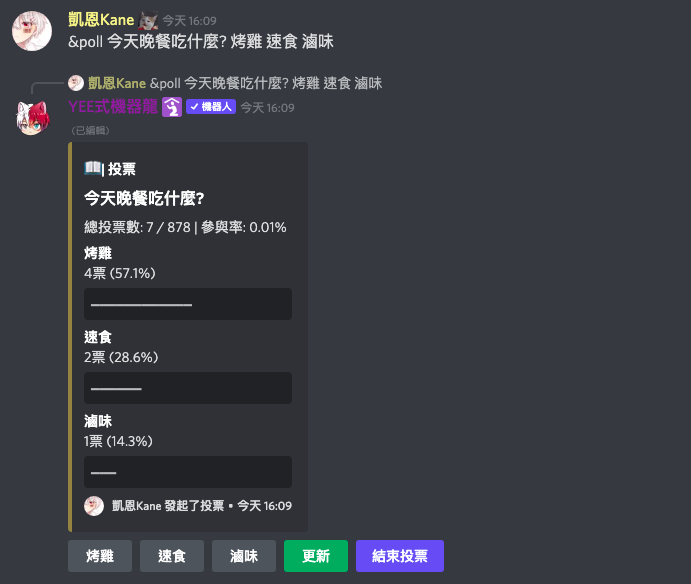 凱恩Kane 今天 16:09
&poll 今天晚餐吃什麼? 烤雞 速食 滷味
凱恩Kane &poll 今天晚餐吃什麼? 烤雞 速食 滷味
YEE式機器龍 ✓ 機器人 今天 16:09
(已編輯)
📖| 投票
今天晚餐吃什麼?
總投票數: 7 / 878 | 參與率: 0.01%
烤雞
4票 (57.1%)
速食
2票 (28.6%)
滷味
1票 (14.3%)
凱恩Kane 發起了投票 • 今天 16:09
烤雞 速食 滷味 更新 結束投票